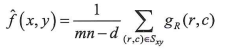 f̂(x, y) = 1/(mn − d) ∑_{(r,c)∈S_{xy}} g_R(r, c)